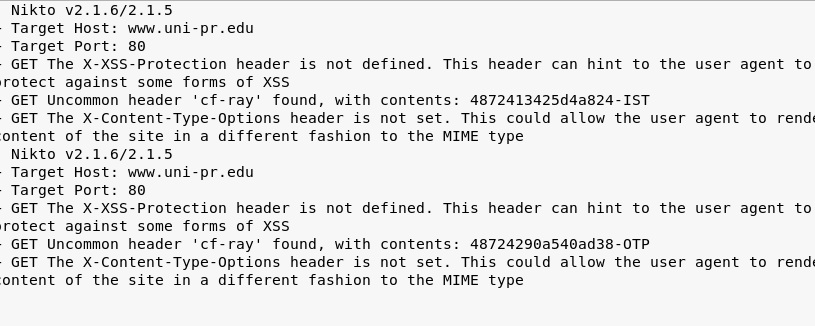 Nikto v2.1.6/2.1.5
- Target Host: www.uni-pr.edu
- Target Port: 80
- GET The X-XSS-Protection header is not defined. This header can hint to the user agent to
protect against some forms of XSS
- GET Uncommon header 'cf-ray' found, with contents: 4872413425d4a824-IST
- GET The X-Content-Type-Options header is not set. This could allow the user agent to rende
content of the site in a different fashion to the MIME type
Nikto v2.1.6/2.1.5
- Target Host: www.uni-pr.edu
- Target Port: 80
- GET The X-XSS-Protection header is not defined. This header can hint to the user agent to
protect against some forms of XSS
- GET Uncommon header 'cf-ray' found, with contents: 48724290a540ad38-OTP
- GET The X-Content-Type-Options header is not set. This could allow the user agent to rende
content of the site in a different fashion to the MIME type